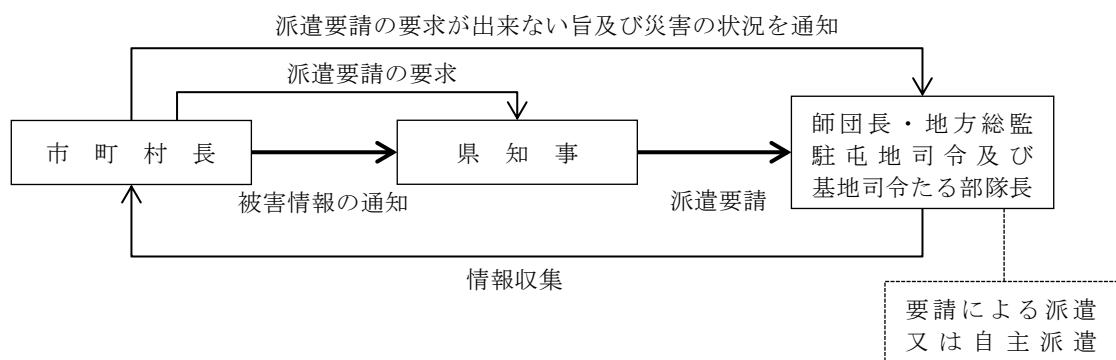 派遣要請の要求が出来ない旨及び災害の状況を通知
派遣要請の要求
市町村長
県知事
師団長・地方総監
駐屯地司令及び
基地司令たる部隊長
被害情報の通知
派遣要請
情報収集
要請による派遣
又は自主派遣